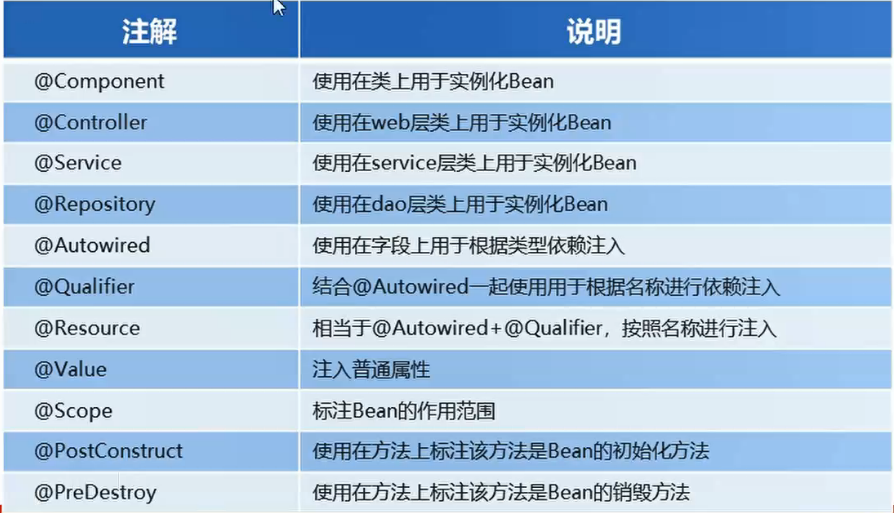 注解 说明
@Component 使用在类上用于实例化Bean
@Controller 使用在web层类上用于实例化Bean
@Service 使用在service层类上用于实例化Bean
@Repository 使用在dao层类上用于实例化Bean
@Autowired 使用在字段上用于根据类型依赖注入
@Qualifier 结合@Autowired一起使用用于根据名称进行依赖注入
@Resource 相当于@Autowired+@Qualifier，按照名称进行注入
@Value 注入普通属性
@Scope 标注Bean的作用范围
@PostConstruct 使用在方法上标注该方法是Bean的初始化方法
@PreDestroy 使用在方法上标注该方法是Bean的销毁方法